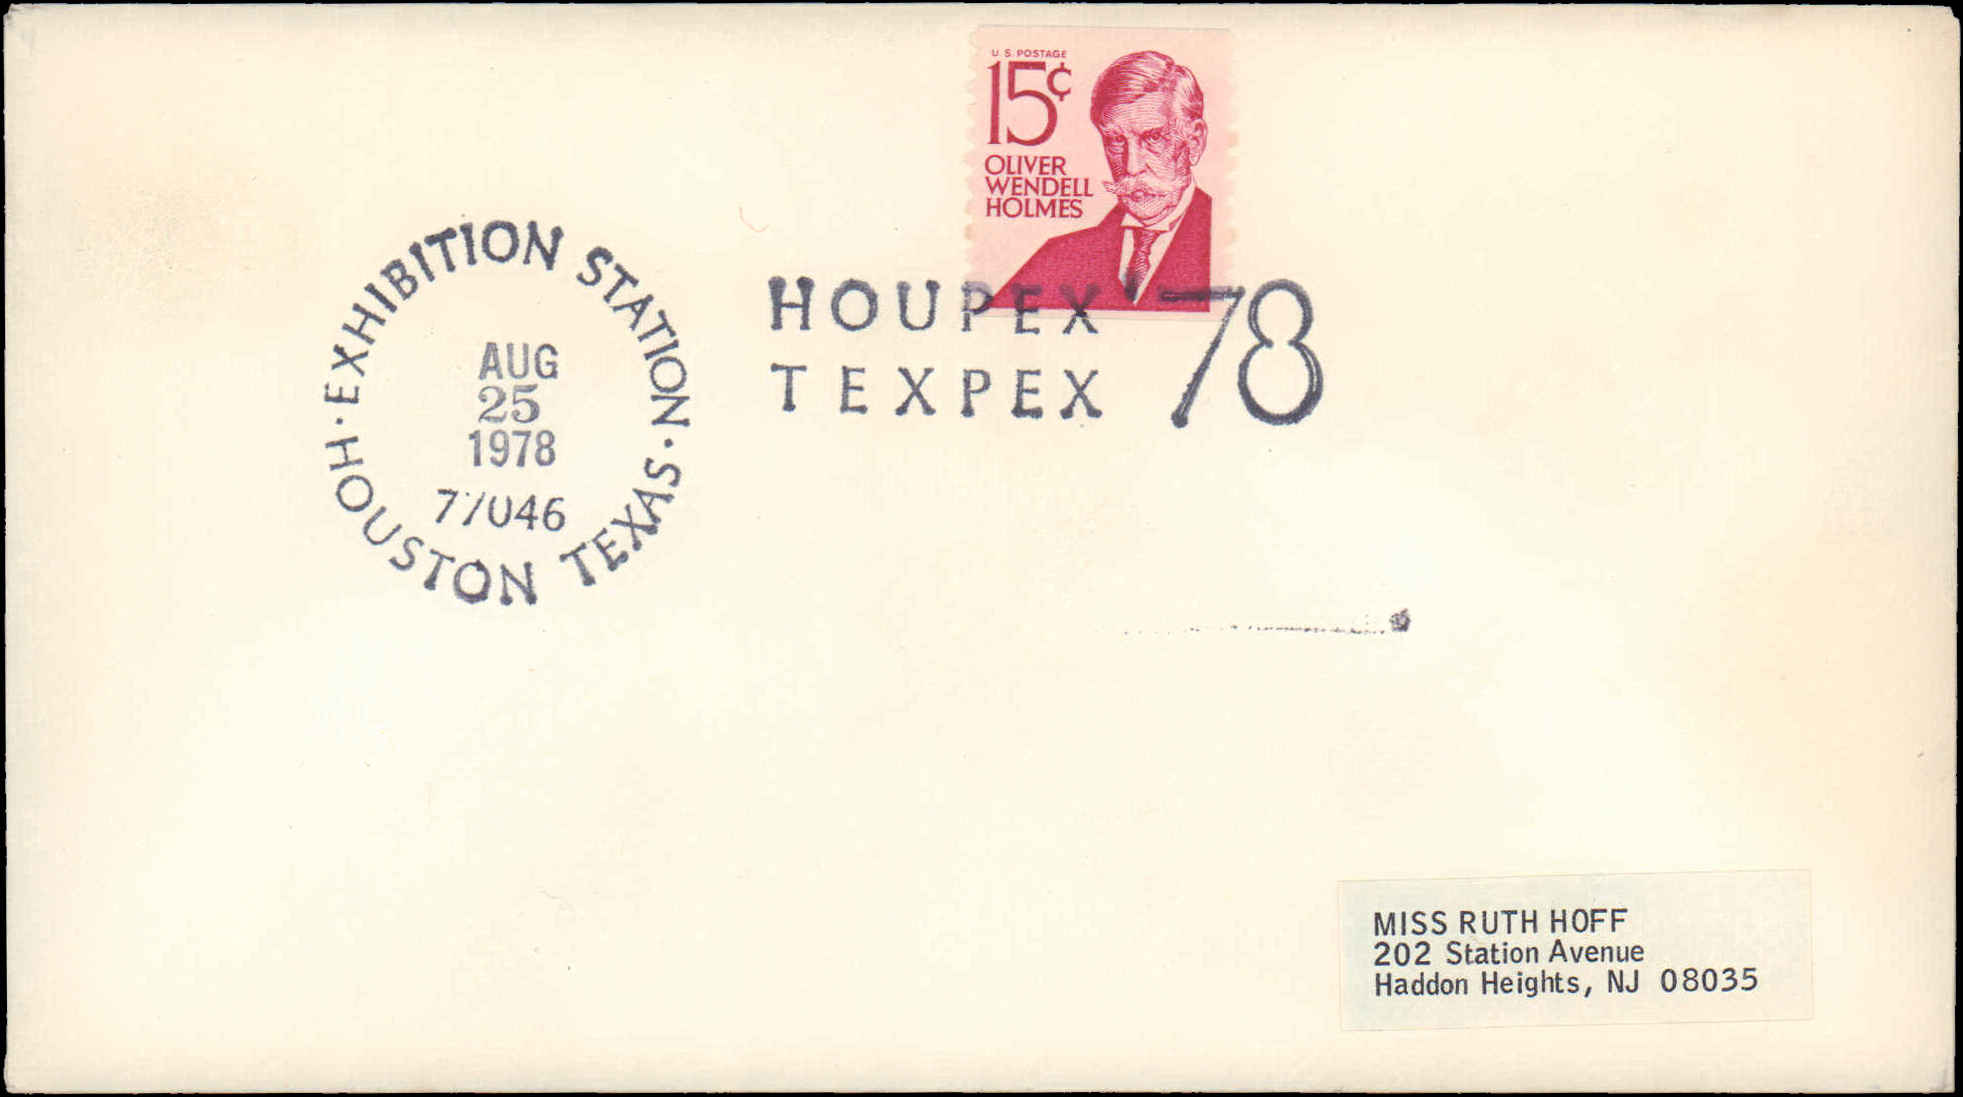 U.S. POSTAGE
15¢
OLIVER
WENDELL
HOLMES
·EXHIBITION STATION·
HOUSTON TEXAS
AUG
25
1978
77046
HOUPEX '78
TEXPEX
MISS RUTH HOFF
202 Station Avenue
Haddon Heights, NJ 08035